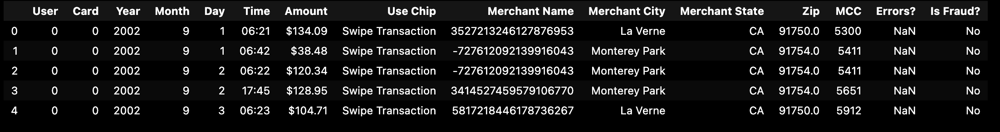 User Card Year Month Day Time Amount Use Chip Merchant Name Merchant City Merchant State Zip MCC Errors? Is Fraud?
0 0 0 2002 9 1 06:21 $134.09 Swipe Transaction 3527213246127876953 La Verne CA 91750.0 5300 NaN No
1 0 0 2002 9 1 06:42 $38.48 Swipe Transaction -727612092139916043 Monterey Park CA 91754.0 5411 NaN No
2 0 0 2002 9 2 06:22 $120.34 Swipe Transaction -727612092139916043 Monterey Park CA 91754.0 5411 NaN No
3 0 0 2002 9 2 17:45 $128.95 Swipe Transaction 3414527459579106770 Monterey Park CA 91754.0 5651 NaN No
4 0 0 2002 9 3 06:23 $104.71 Swipe Transaction 5817218446178736267 La Verne CA 91750.0 5912 NaN No